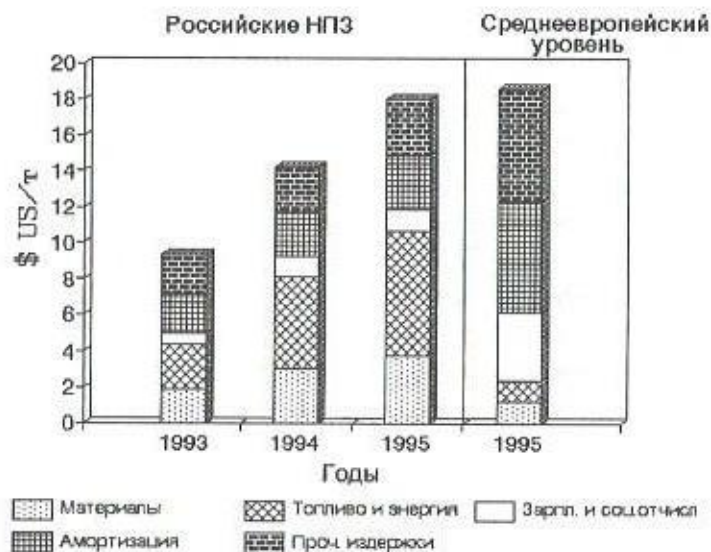 Российские НПЗ
Среднеевропейский
уровень
20
18
16
14
12
10
8
6
4
2
0
$ US/т
1993 1994 1995 1995
Годы
Материалы Топливо и энергия Зарпл. и соц.отчисл
Амортизация Проч. издержки